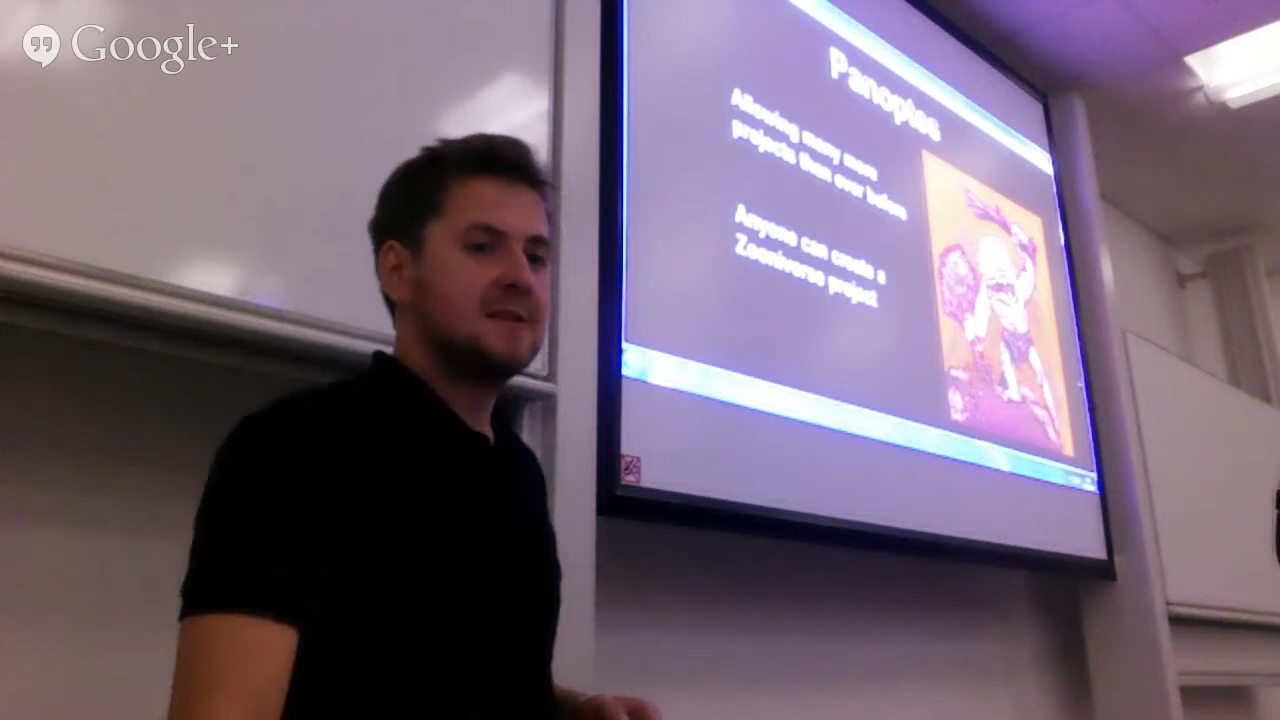 Google+
Panoptes
Allowing many more
projects than ever before
Anyone can create a
Zooniverse project